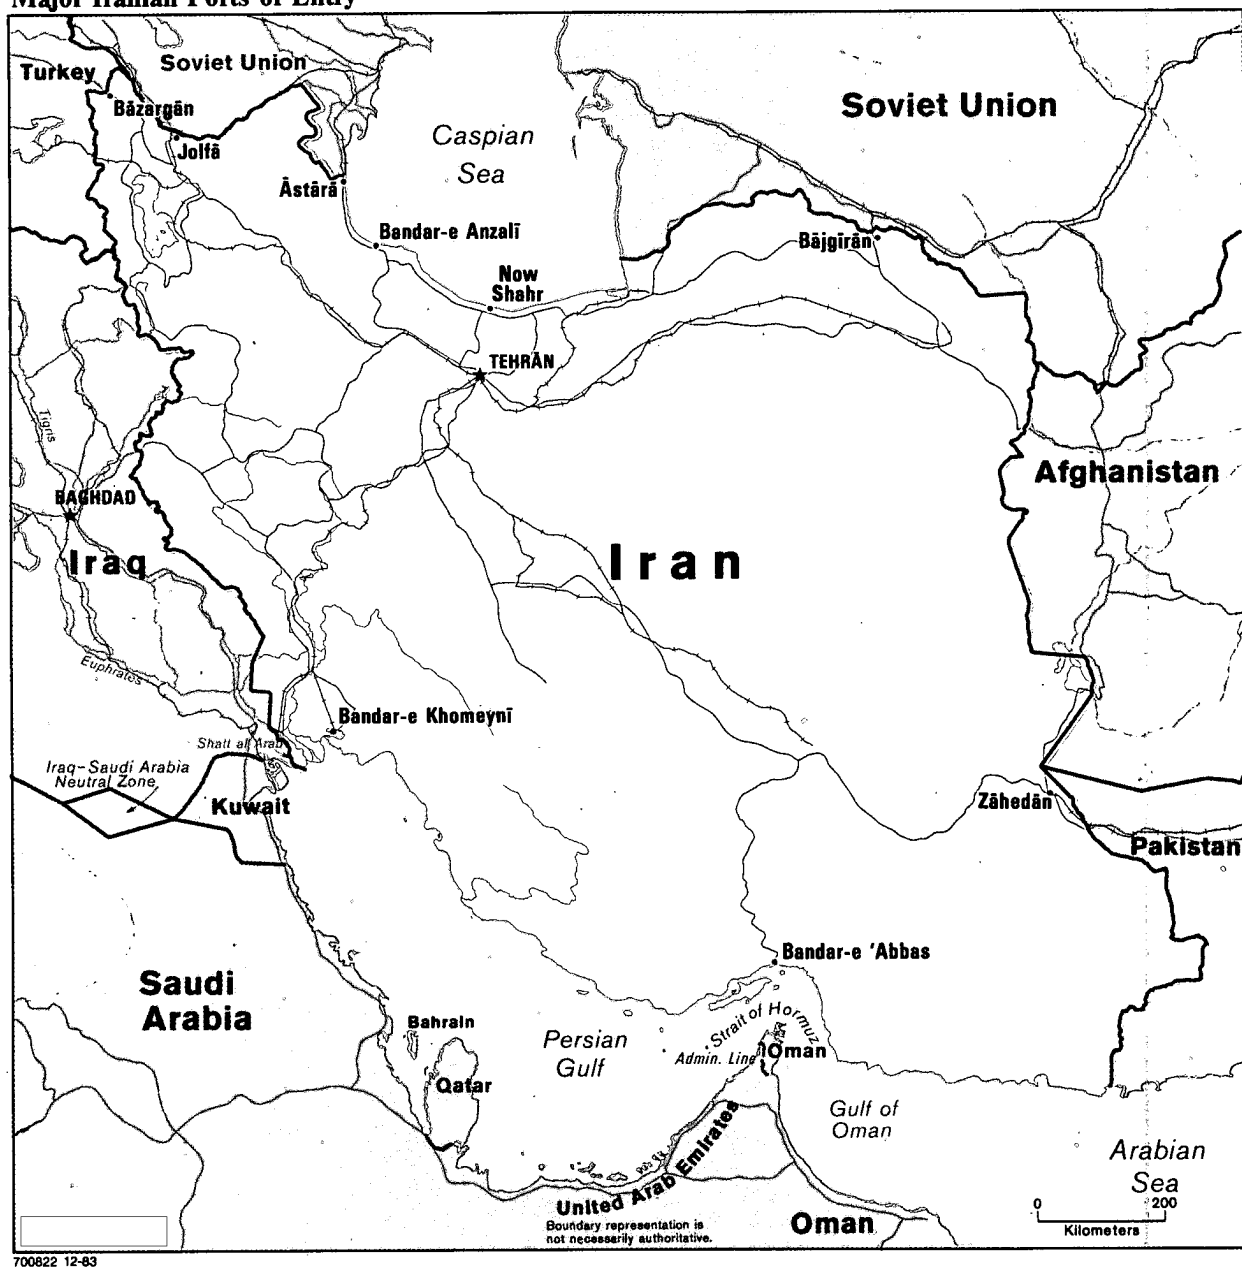 Major Iranian Ports of Entry
Turkey
Soviet Union
Soviet Union
Bāzargān
Jolfā
Caspian
Sea
Āstārā
Bandar-e Anzalī
Bājgīrān
Now
Shahr
TEHRĀN
Tigris
BAGHDAD
Afghanistan
Iraq
Iran
Euphrates
Bandar-e Khomeynī
Shatt al Arab
Iraq-Saudi Arabia
Neutral Zone
Kuwait
Zāhedān
Pakistan
Saudi
Arabia
Bandar-e 'Abbas
Bahrain
Persian
Gulf
Strait of Hormuz
Admin. Line
Oman
Qatar
Gulf of
Oman
Arabian
Sea
United Arab Emirates
Boundary representation is
not necessarily authoritative.
Oman
0 200
Kilometers
700822 12-83